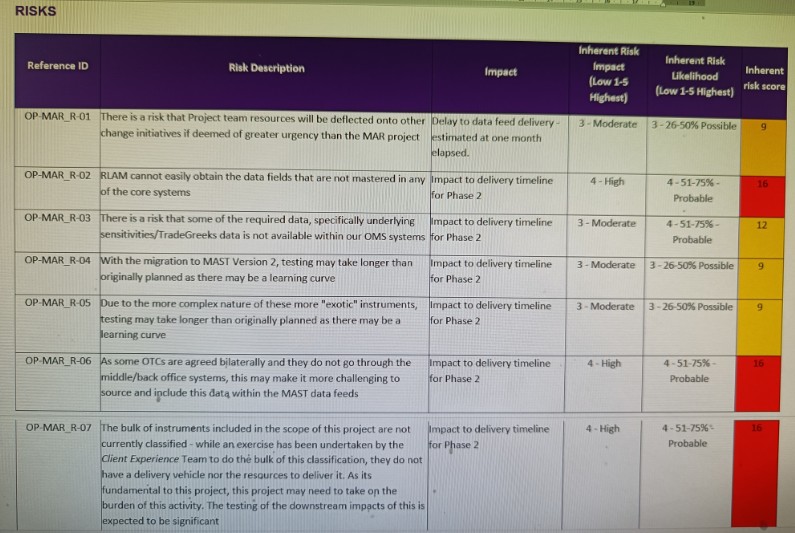 RISKS
Reference ID
Risk Description
Impact
Inherent Risk
Impact
(Low 1-5
Highest)
Inherent Risk
Likelihood
(Low 1-5 Highest)
Inherent
risk score
OP-MAR_R-01
There is a risk that Project team resources will be deflected onto other
change initiatives if deemed of greater urgency than the MAR project
Delay to data feed delivery -
estimated at one month
elapsed.
3 - Moderate
3 - 26-50% Possible
9
OP-MAR_R-02
RLAM cannot easily obtain the data fields that are not mastered in any
of the core systems
Impact to delivery timeline
for Phase 2
4 - High
4 - 51-75% -
Probable
16
OP-MAR_R-03
There is a risk that some of the required data, specifically underlying
sensitivities/TradeGreeks data is not available within our OMS systems
Impact to delivery timeline
for Phase 2
3 - Moderate
4 - 51-75% -
Probable
12
OP-MAR_R-04
With the migration to MAST Version 2, testing may take longer than
originally planned as there may be a learning curve
Impact to delivery timeline
for Phase 2
3 - Moderate
3 - 26-50% Possible
9
OP-MAR_R-05
Due to the more complex nature of these more "exotic" instruments,
testing may take longer than originally planned as there may be a
learning curve
Impact to delivery timeline
for Phase 2
3 - Moderate
3 - 26-50% Possible
9
OP-MAR_R-06
As some OTCs are agreed bilaterally and they do not go through the
middle/back office systems, this may make it more challenging to
source and include this data within the MAST data feeds
Impact to delivery timeline
for Phase 2
4 - High
4 - 51-75% -
Probable
16
OP-MAR_R-07
The bulk of instruments included in the scope of this project are not
currently classified - while an exercise has been undertaken by the
Client Experience Team to do the bulk of this classification, they do not
have a delivery vehicle nor the resources to deliver it. As its
fundamental to this project, this project may need to take on the
burden of this activity. The testing of the downstream impacts of this is
expected to be significant
Impact to delivery timeline
for Phase 2
4 - High
4 - 51-75% -
Probable
16